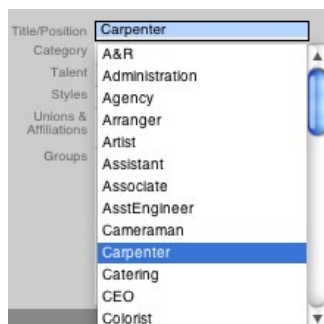 Title/Position Carpenter
Category
Talent
Styles
Unions &
Affiliations
Groups
A&R
Administration
Agency
Arranger
Artist
Assistant
Associate
AsstEngineer
Cameraman
Carpenter
Catering
CEO
Colorist